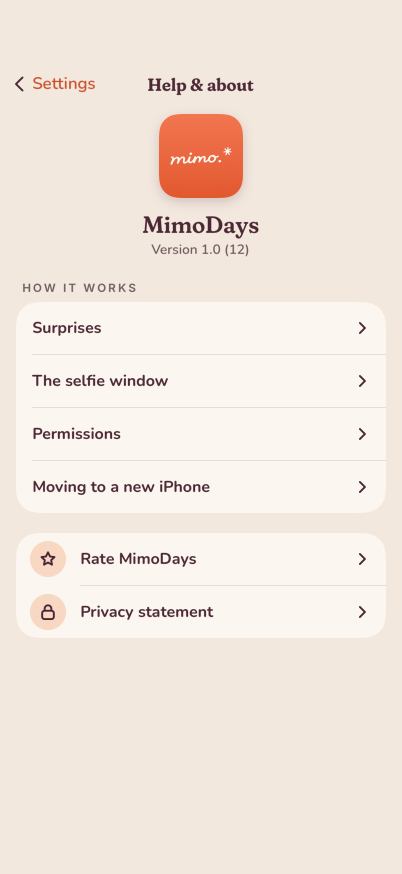 Settings
Help & about
mimo.*
MimoDays
Version 1.0 (12)
HOW IT WORKS
Surprises
The selfie window
Permissions
Moving to a new iPhone
Rate MimoDays
Privacy statement